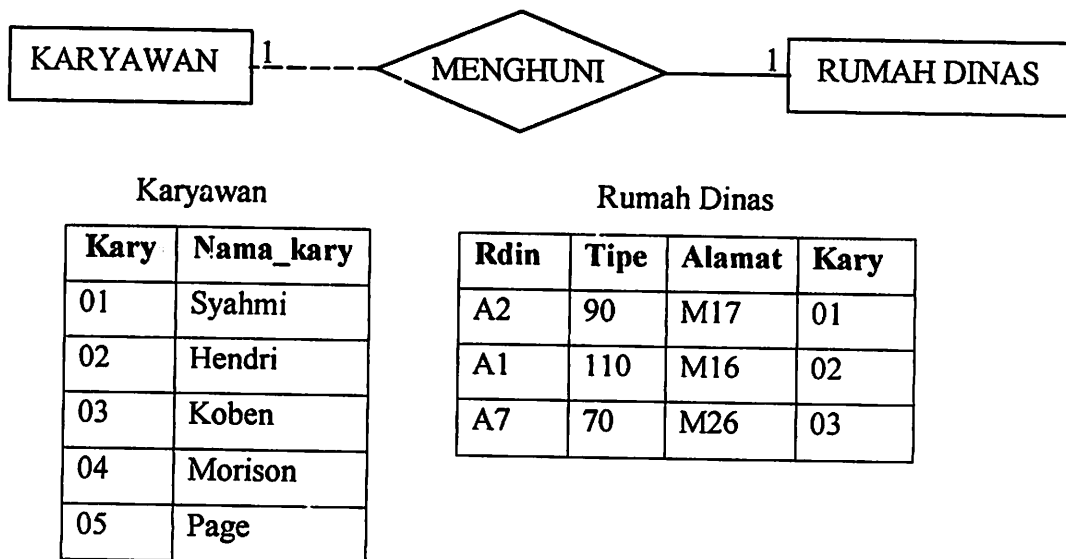 KARYAWAN 1 MENGHUNI 1 RUMAH DINAS
Karyawan
Kary Nama_kary
01 Syahmi
02 Hendri
03 Koben
04 Morison
05 Page
Rumah Dinas
Rdin Tipe Alamat Kary
A2 90 M17 01
A1 110 M16 02
A7 70 M26 03